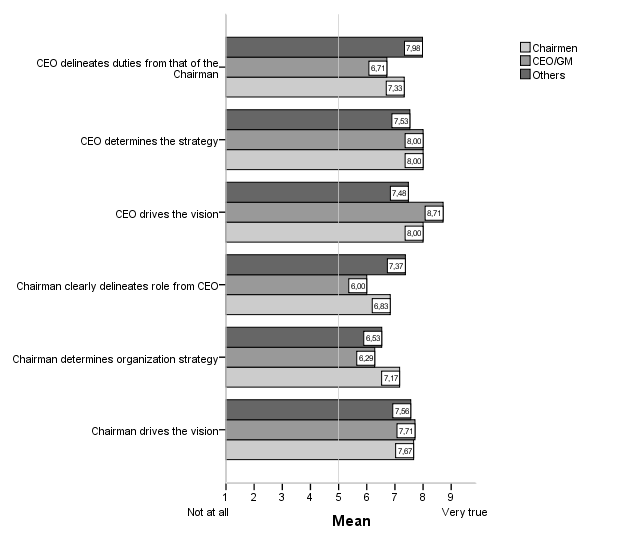 Chairmen
CEO/GM
Others
CEO delineates duties from that of the
Chairman
7,98
6,71
7,33
CEO determines the strategy
7,53
8,00
8,00
CEO drives the vision
7,48
8,71
8,00
Chairman clearly delineates role from CEO
7,37
6,00
6,83
Chairman determines organization strategy
6,53
6,29
7,17
Chairman drives the vision
7,56
7,71
7,67
1 2 3 4 5 6 7 8 9
Not at all Very true
Mean